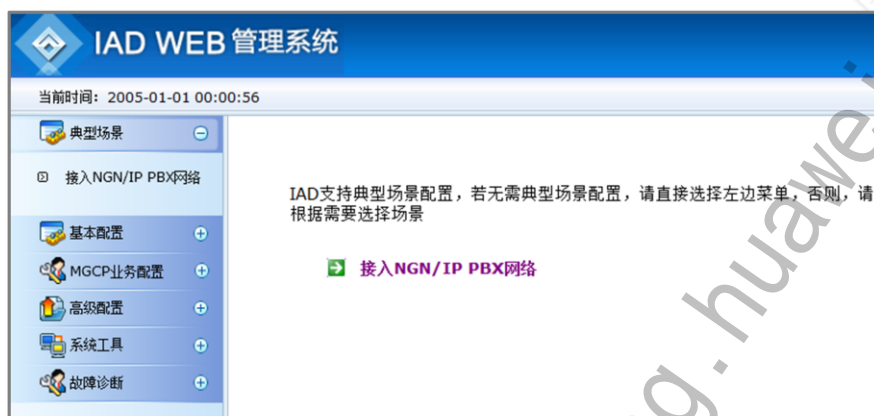 IAD WEB管理系统
当前时间：2005-01-01 00:00:56
典型场景
接入NGN/IP PBX网络
基本配置
MGCP业务配置
高级配置
系统工具
故障诊断
IAD支持典型场景配置，若无需典型场景配置，请直接选择左边菜单，否则，请
根据需要选择场景
接入NGN/IP PBX网络
g.huawei